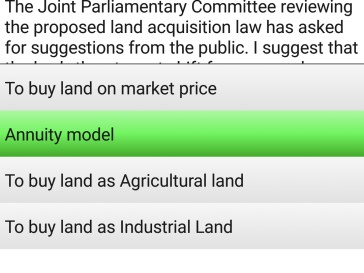 The Joint Parliamentary Committee reviewing
the proposed land acquisition law has asked
for suggestions from the public. I suggest that
To buy land on market price
Annuity model
To buy land as Agricultural land
To buy land as Industrial Land